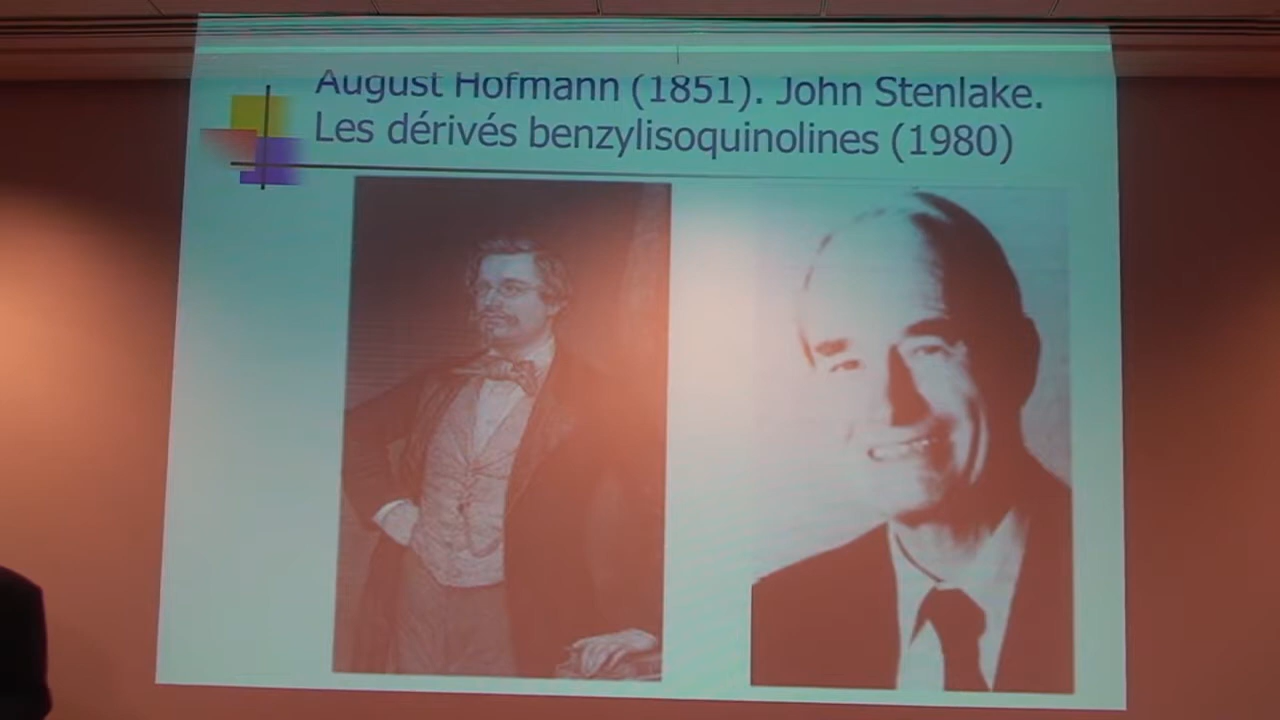 August Hofmann (1851). John Stenlake.
Les dérivés benzylisoquinolines (1980)